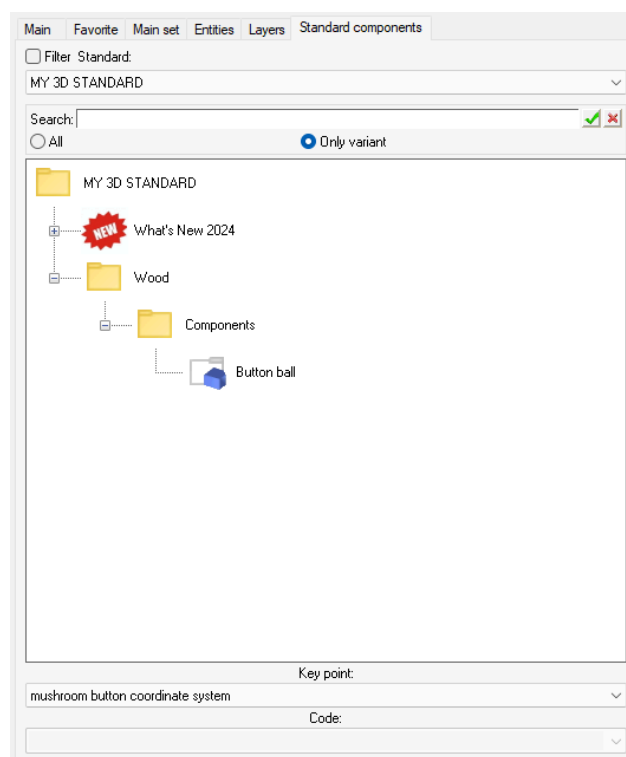 Main Favorite Main set Entities Layers Standard components
Filter Standard:
MY 3D STANDARD
Search:
All Only variant
MY 3D STANDARD
NEW What's New 2024
Wood
Components
Button ball
Key point:
mushroom button coordinate system
Code: